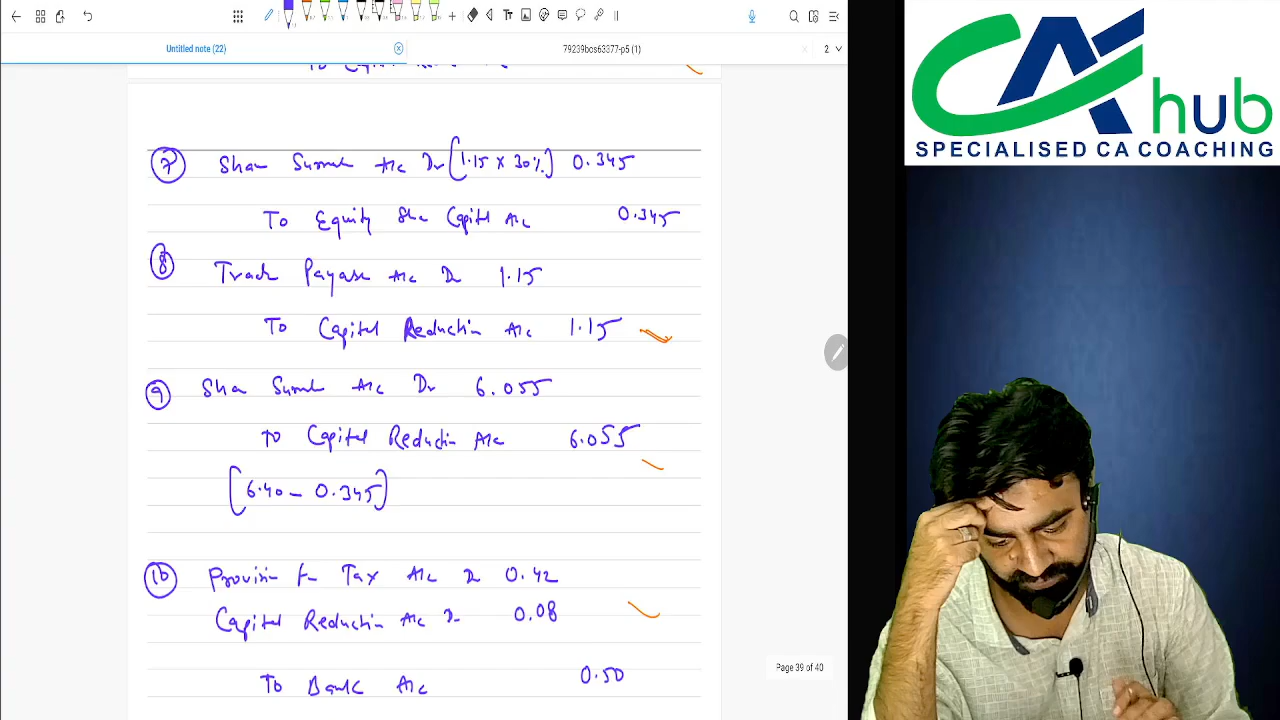 Untitled note (22)
79239bos63377-p5 (1)
2
CA hub
SPECIALISED CA COACHING
7 Share Surrender A/c Dr [1.15 x 30%] 0.345
To Equity Share Capital A/c 0.345
8 Trade Payable A/c Dr 1.15
To Capital Reduction A/c 1.15
9 Share Surrender A/c Dr 6.055
To Capital Reduction A/c 6.055
[6.40 - 0.345]
10 Provision for Tax A/c Dr 0.42
Capital Reduction A/c Dr 0.08
To Bank A/c 0.50
Page 39 of 40